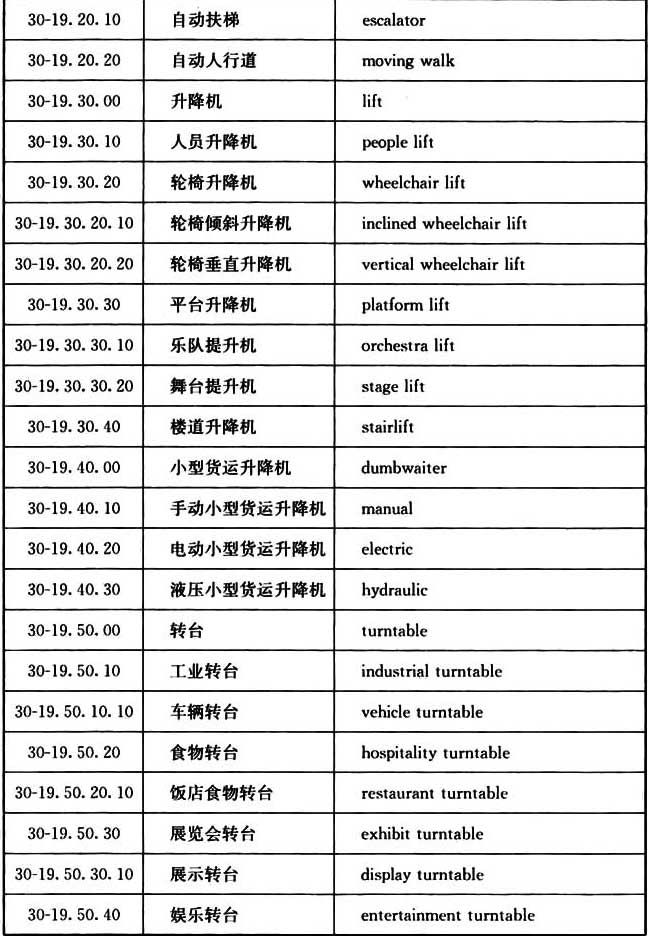 30-19. 20. 10 自动扶梯 escalator
30-19. 20. 20 自动人行道 moving walk
30-19. 30. 00 升降机 lift
30-19. 30. 10 人员升降机 people lift
30-19. 30. 20 轮椅升降机 wheelchair lift
30-19. 30. 20. 10 轮椅倾斜升降机 inclined wheelchair lift
30-19. 30. 20. 20 轮椅垂直升降机 vertical wheelchair lift
30-19. 30. 30 平台升降机 platform lift
30-19. 30. 30. 10 乐队提升机 orchestra lift
30-19. 30. 30. 20 舞台提升机 stage lift
30-19. 30. 40 楼道升降机 stairlift
30-19. 40. 00 小型货运升降机 dumbwaiter
30-19. 40. 10 手动小型货运升降机 manual
30-19. 40. 20 电动小型货运升降机 electric
30-19. 40. 30 液压小型货运升降机 hydraulic
30-19. 50. 00 转台 turntable
30-19. 50. 10 工业转台 industrial turntable
30-19. 50. 10. 10 车辆转台 vehicle turntable
30-19. 50. 20 食物转台 hospitality turntable
30-19. 50. 20. 10 饭店食物转台 restaurant turntable
30-19. 50. 30 展览会转台 exhibit turntable
30-19. 50. 30. 10 展示转台 display turntable
30-19. 50. 40 娱乐转台 entertainment turntable